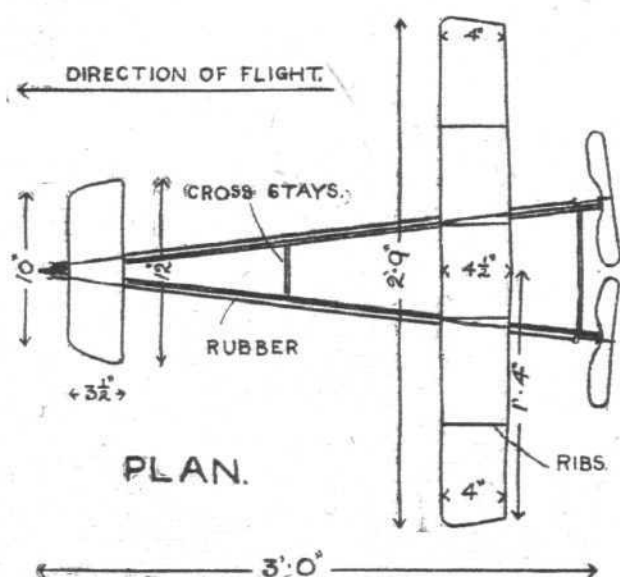 4"
DIRECTION OF FLIGHT.
CROSS STAYS.
10"
12"
2'.9"
4½"
RUBBER
3½"
1'.4"
PLAN.
RIBS.
4"
3'.0"